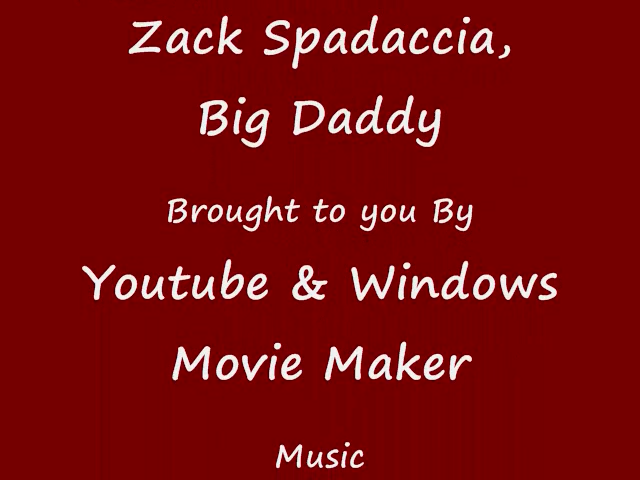 Zack Spadaccia,
Big Daddy
Brought to you By
Youtube & Windows
Movie Maker
Music